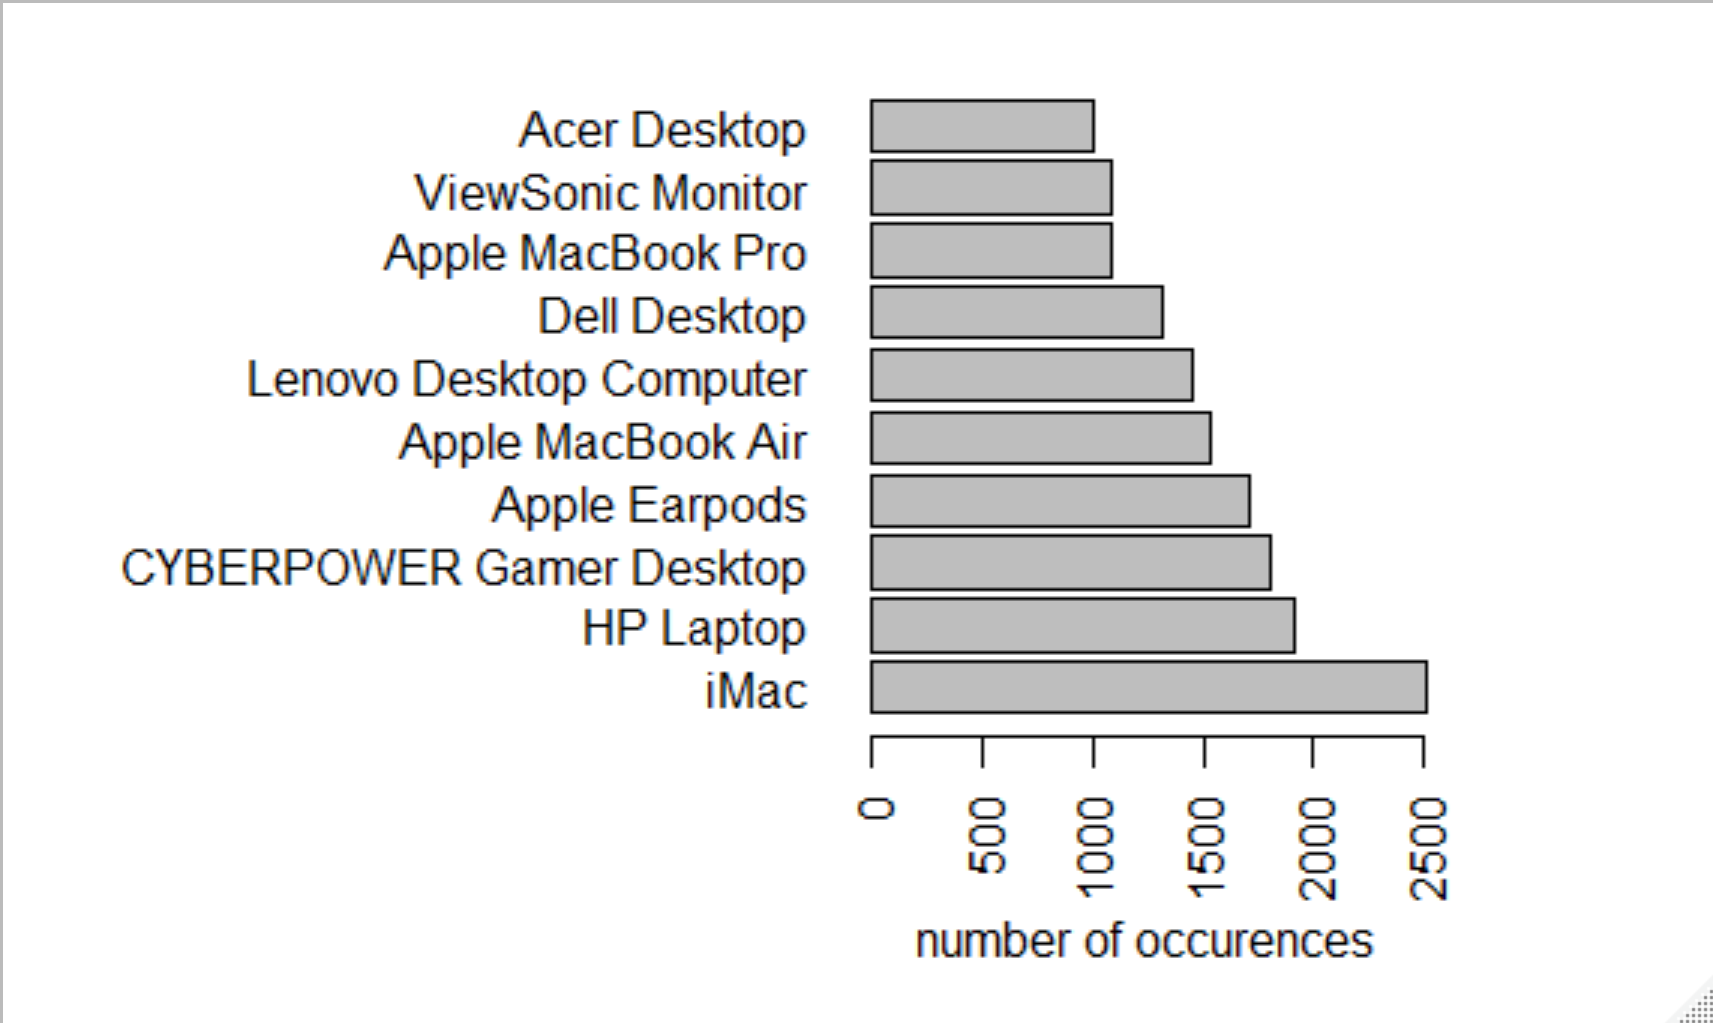 Acer Desktop
ViewSonic Monitor
Apple MacBook Pro
Dell Desktop
Lenovo Desktop Computer
Apple MacBook Air
Apple Earpods
CYBERPOWER Gamer Desktop
HP Laptop
iMac
0
500
1000
1500
2000
2500
number of occurences